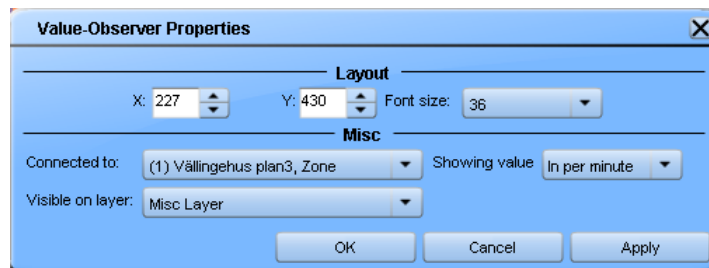 Value-Observer Properties
Layout
X: 227 Y: 430 Font size: 36
Misc
Connected to: (1) Vällingehus plan3, Zone Showing value In per minute
Visible on layer: Misc Layer
OK Cancel Apply